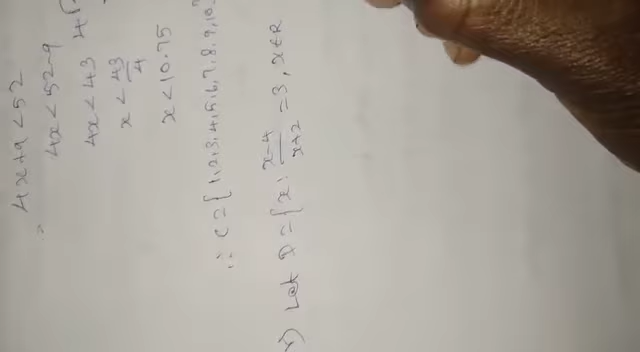 4x+9<52
4x<52-9
4x<43
x<43/4
x<10.75
∴ C={1,2,3,4,5,6,7,8,9,10
Let D={x: x-4/x+2=3, x∈R